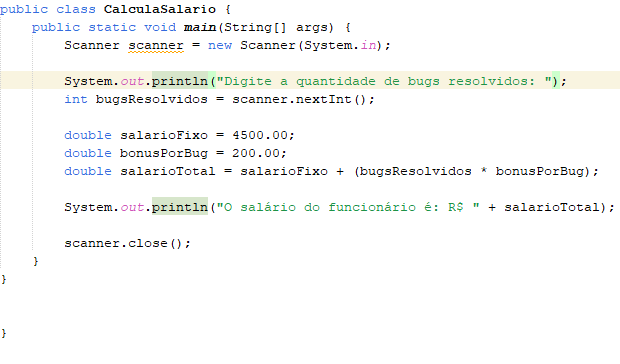 public class CalculaSalario {
    public static void main(String[] args) {
        Scanner scanner = new Scanner(System.in);
        System.out.println("Digite a quantidade de bugs resolvidos: ");
        int bugsResolvidos = scanner.nextInt();
        double salarioFixo = 4500.00;
        double bonusPorBug = 200.00;
        double salarioTotal = salarioFixo + (bugsResolvidos * bonusPorBug);
        System.out.println("O salário do funcionário é: R$ " + salarioTotal);
        scanner.close();
    }
}
}